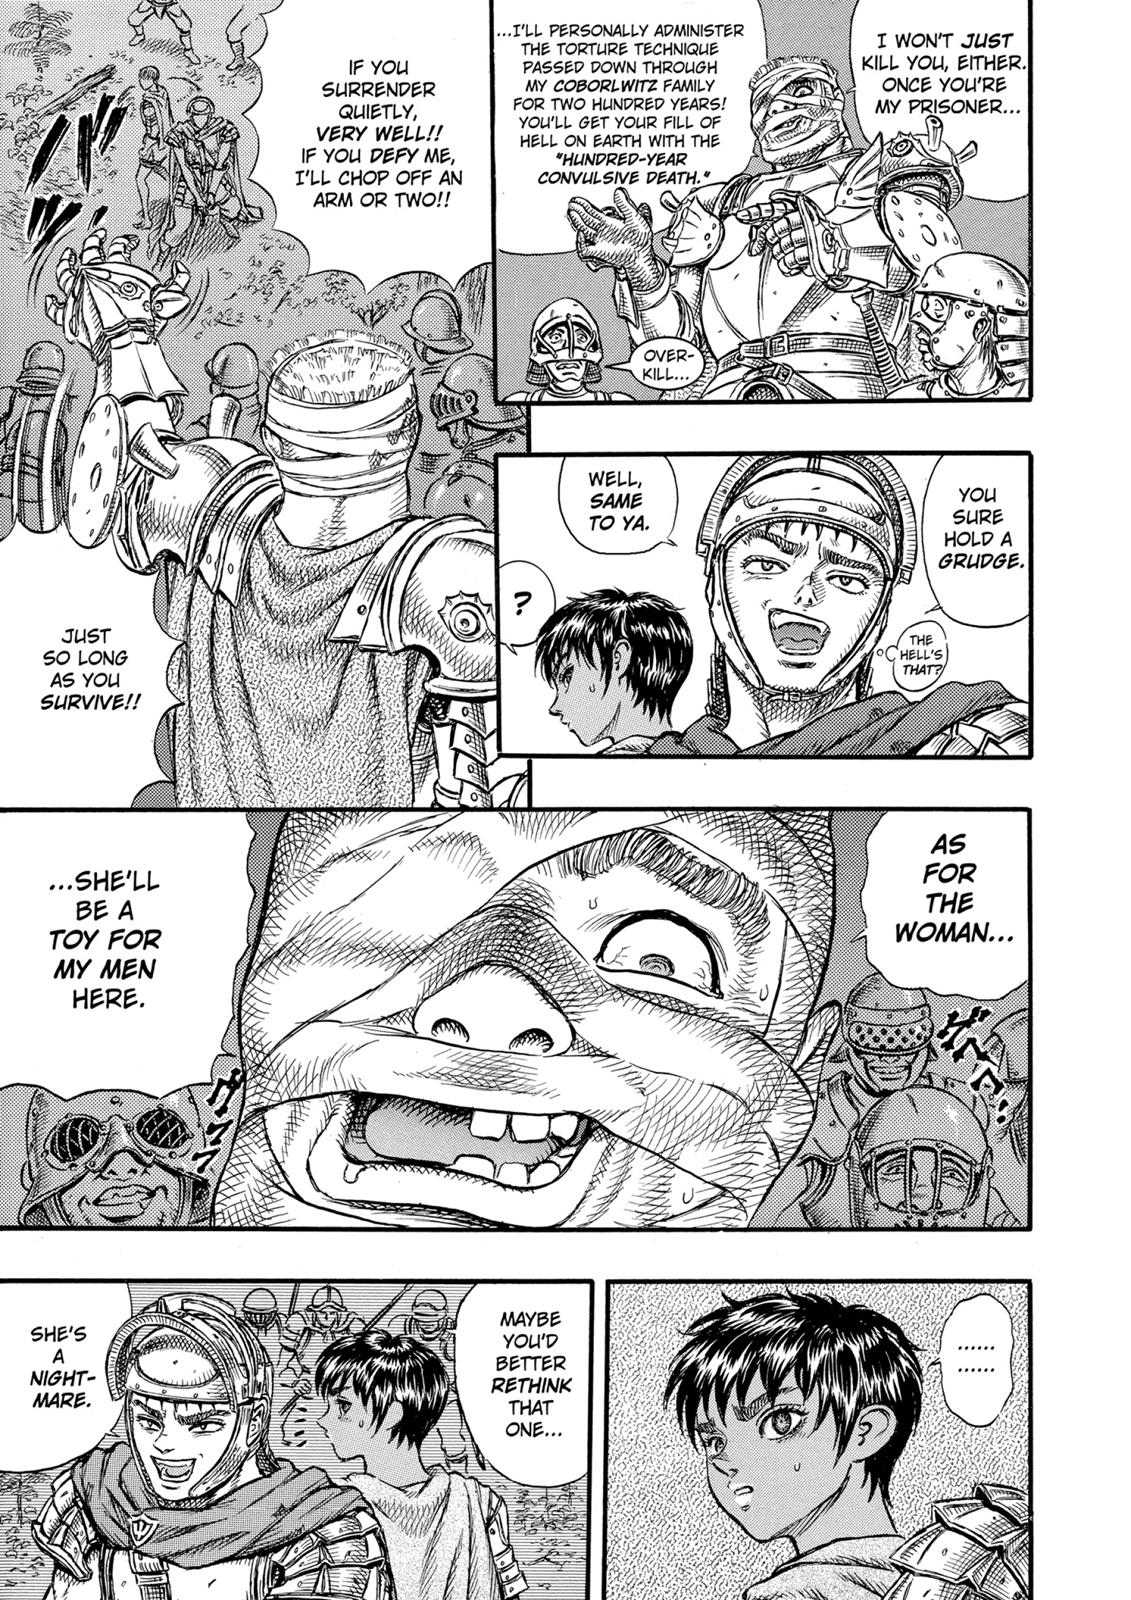 I WON'T JUST
KILL YOU, EITHER.
ONCE YOU'RE
MY PRISONER...
...I'LL PERSONALLY ADMINISTER
THE TORTURE TECHNIQUE
PASSED DOWN THROUGH
MY COBORLWITZ FAMILY
FOR TWO HUNDRED YEARS!
YOU'LL GET YOUR FILL OF
HELL ON EARTH WITH THE
"HUNDRED-YEAR
CONVULSIVE DEATH."
OVER-
KILL...
YOU
SURE
HOLD A
GRUDGE.
THE
HELL'S
THAT?
WELL,
SAME
TO YA.
?
IF YOU
SURRENDER
QUIETLY,
VERY WELL!!
IF YOU DEFY ME,
I'LL CHOP OFF AN
ARM OR TWO!!
JUST
SO LONG
AS YOU
SURVIVE!!
AS
FOR
THE
WOMAN...
...SHE'LL
BE A
TOY FOR
MY MEN
HERE.
......
......
MAYBE
YOU'D
BETTER
RETHINK
THAT
ONE...
SHE'S
A
NIGHT-
MARE.